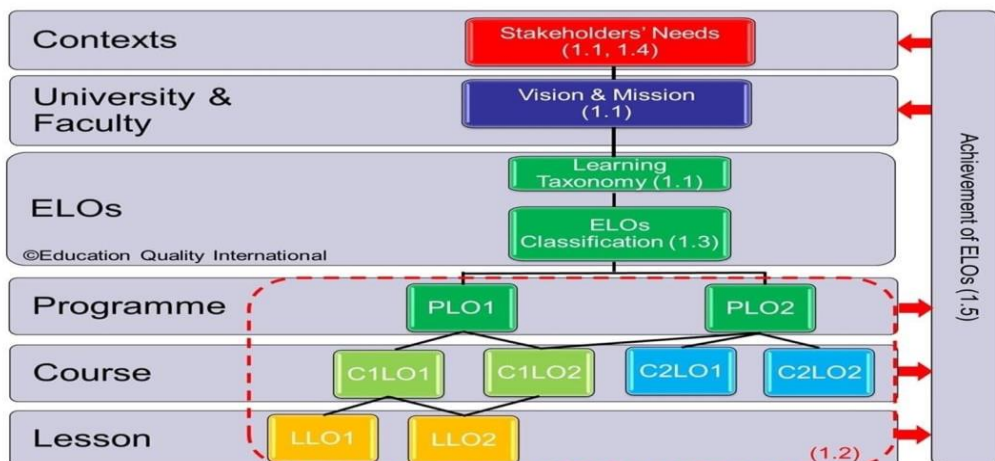 Contexts
Stakeholders' Needs
(1.1, 1.4)
University &
Faculty
Vision & Mission
(1.1)
Learning
Taxonomy (1.1)
ELOs
ELOs
Classification (1.3)
©Education Quality International
Programme
PLO1
PLO2
Course
C1LO1
C1LO2
C2LO1
C2LO2
Lesson
LLO1
LLO2
(1.2)
Achievement of ELOs (1.5)